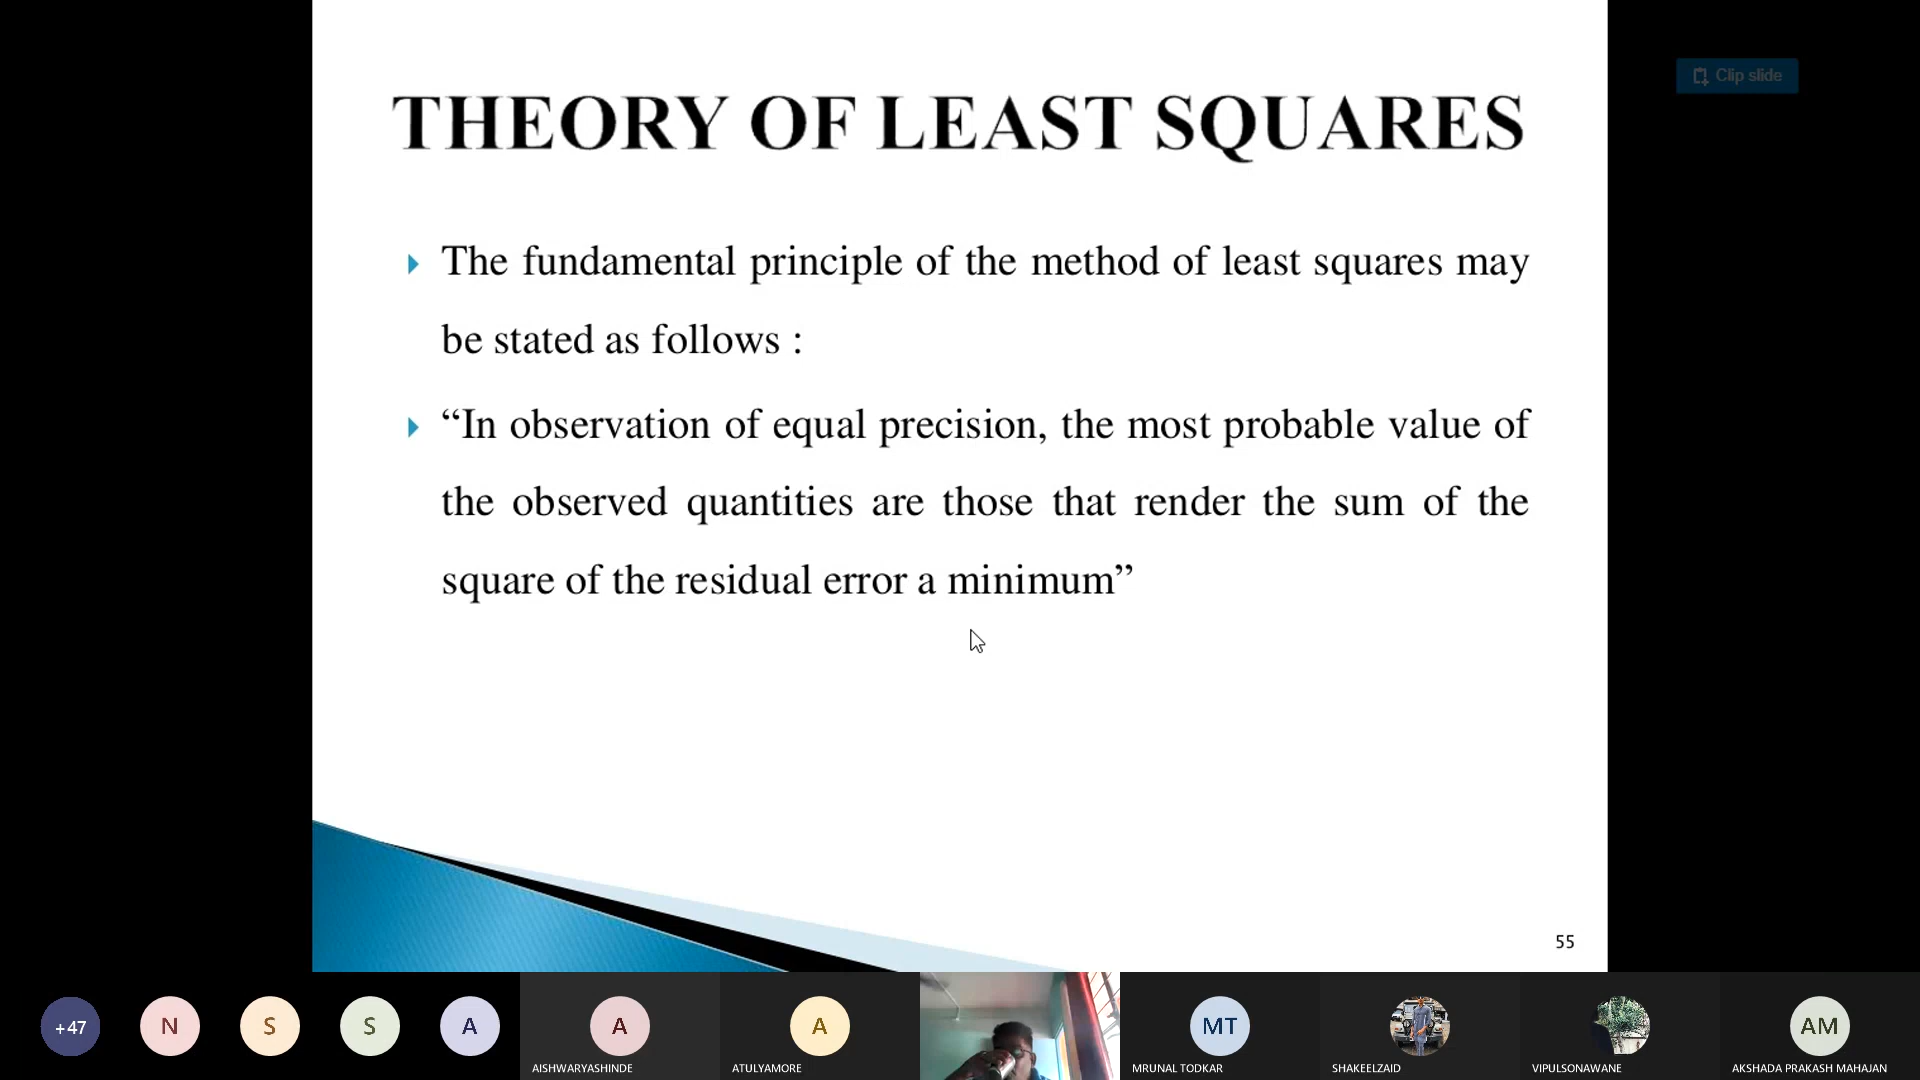 Clip slide
THEORY OF LEAST SQUARES
The fundamental principle of the method of least squares may
be stated as follows :
“In observation of equal precision, the most probable value of
the observed quantities are those that render the sum of the
square of the residual error a minimum”
55
+47
N
S
S
A
A
AISHWARYASHINDE
A
ATULYAMORE
MT
MRUNAL TODKAR
SHAKEELZAID
VIPULSONAWANE
AM
AKSHADA PRAKASH MAHAJAN